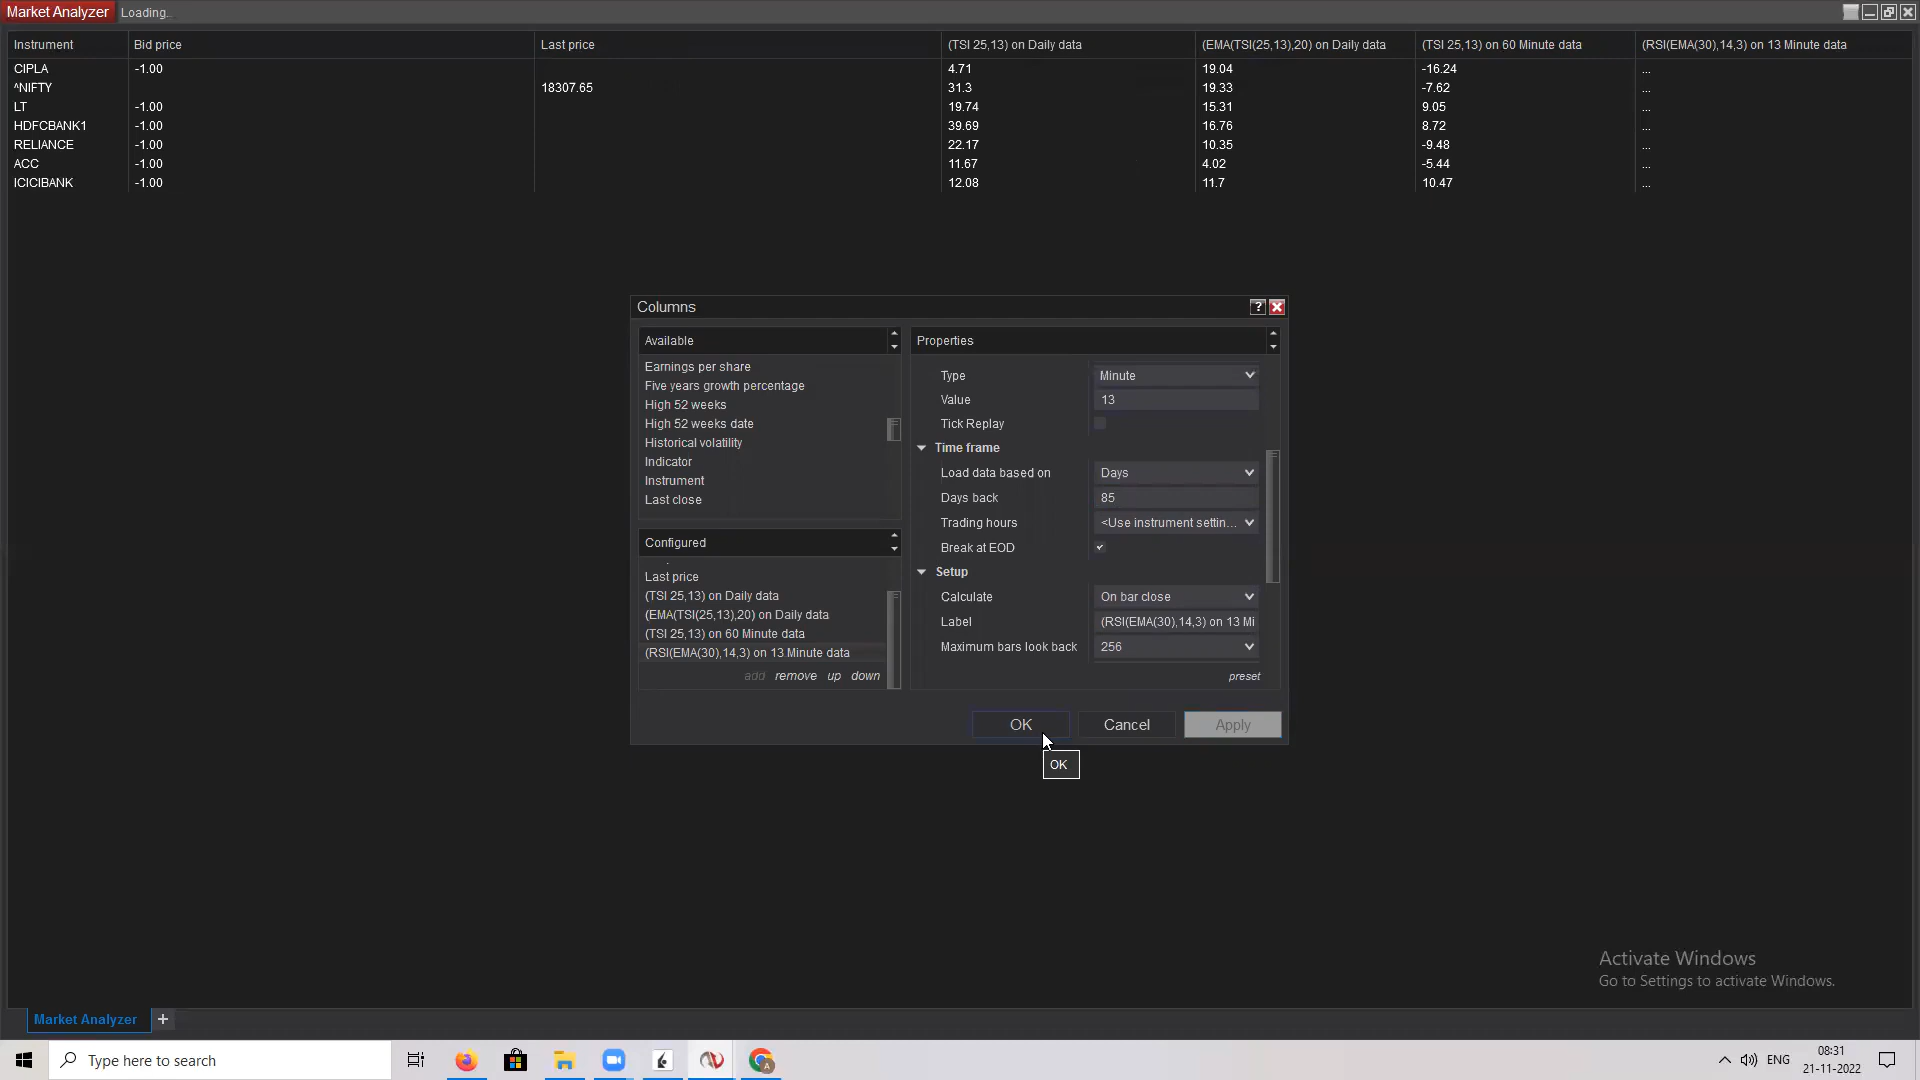 Market Analyzer Loading..
Instrument Bid price Last price (TSI 25,13) on Daily data (EMA(TSI(25,13),20) on Daily data (TSI 25,13) on 60 Minute data (RSI(EMA(30),14,3) on 13 Minute data
CIPLA -1.00 4.71 19.04 -16.24 ...
^NIFTY 18307.65 31.3 19.33 -7.62 ...
LT -1.00 19.74 15.31 9.05 ...
HDFCBANK1 -1.00 39.69 16.76 8.72 ...
RELIANCE -1.00 22.17 10.35 -9.48 ...
ACC -1.00 11.67 4.02 -5.44 ...
ICICIBANK -1.00 12.08 11.7 10.47 ...
Columns ?
Available
Earnings per share
Five years growth percentage
High 52 weeks
High 52 weeks date
Historical volatility
Indicator
Instrument
Last close
Configured
Last price
(TSI 25,13) on Daily data
(EMA(TSI(25,13),20) on Daily data
(TSI 25,13) on 60 Minute data
(RSI(EMA(30),14,3) on 13 Minute data
add remove up down
Properties
Type Minute
Value 13
Tick Replay
Time frame
Load data based on Days
Days back 85
Trading hours <Use instrument settin...
Break at EOD
Setup
Calculate On bar close
Label (RSI(EMA(30),14,3) on 13 Mi
Maximum bars look back 256
preset
OK Cancel Apply
OK
Activate Windows
Go to Settings to activate Windows.
Market Analyzer +
Type here to search
ENG
08:31
21-11-2022